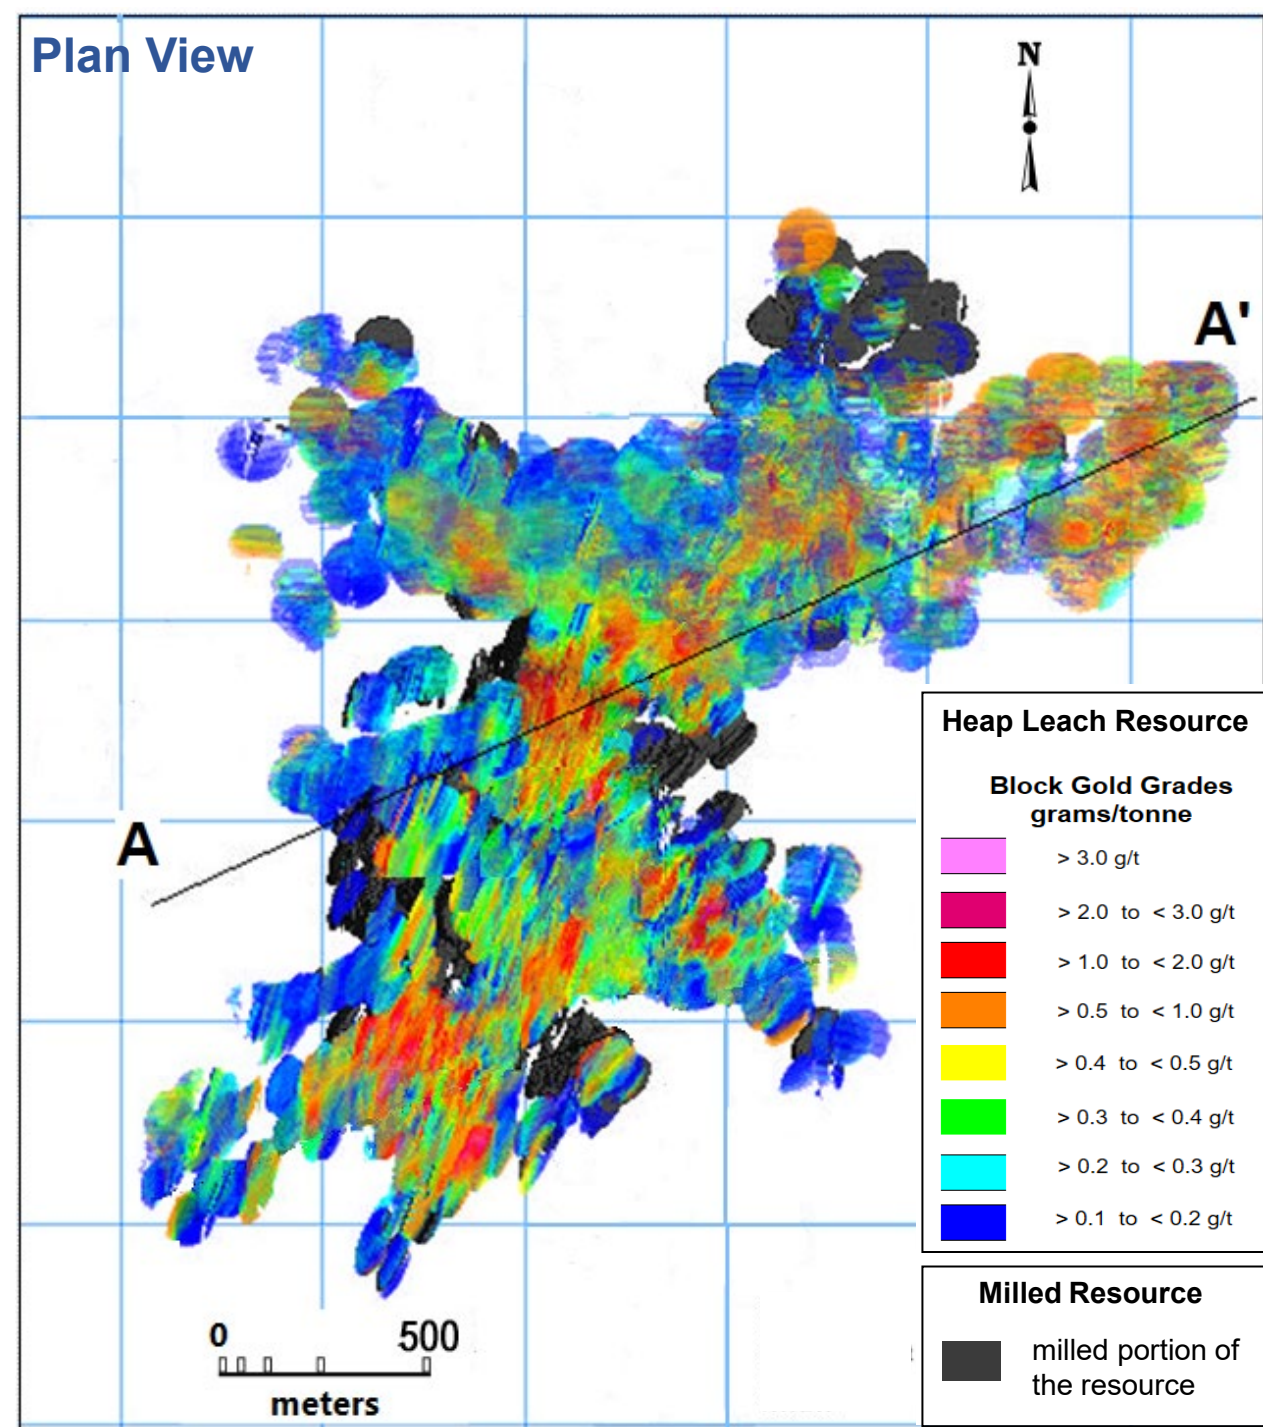 Plan View
N
A'
A
Heap Leach Resource
Block Gold Grades
grams/tonne
> 3.0 g/t
> 2.0 to < 3.0 g/t
> 1.0 to < 2.0 g/t
> 0.5 to < 1.0 g/t
> 0.4 to < 0.5 g/t
> 0.3 to < 0.4 g/t
> 0.2 to < 0.3 g/t
> 0.1 to < 0.2 g/t
Milled Resource
milled portion of
the resource
0 500
meters